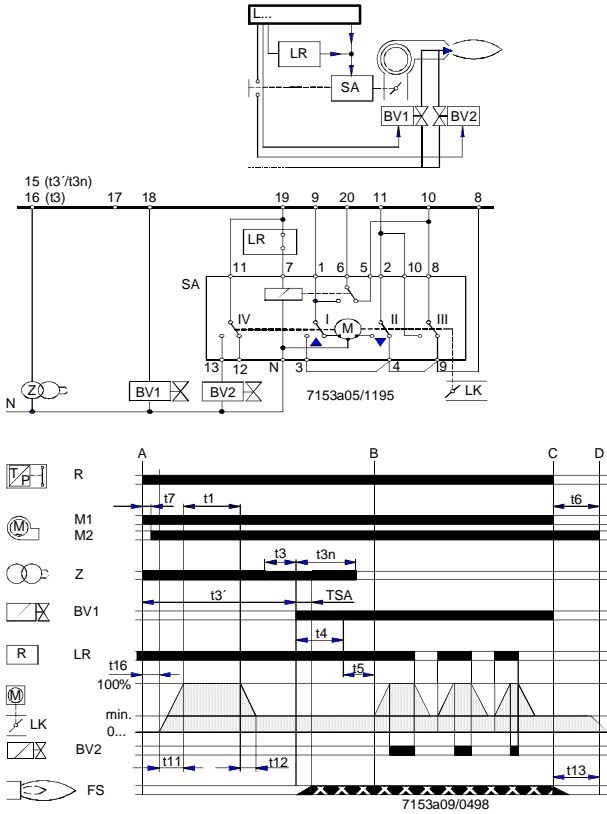 L...
LR
SA
BV1 BV2
15 (t3´/t3n)
16 (t3) 17 18 19 9 20 11 10 8
LR
11 7 1 6 5 2 10 8
SA
IV I M II III
13 12 N 3 4 9
Z BV1 BV2 7153a05/1195 LK
N
A B C D
T P R
t7 t1 t6
M M1
M2
t3 t3n
Z
t3´ TSA
BV1
t4
R LR
t16 t5
100%
M
min.
LK
0...
BV2
t11 t12 t13
FS
7153a09/0498